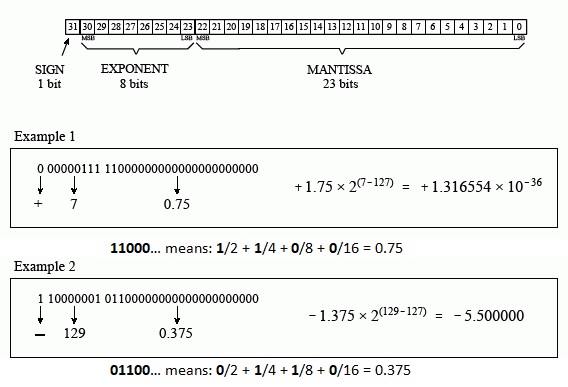 31 30 29 28 27 26 25 24 23 22 21 20 19 18 17 16 15 14 13 12 11 10 9 8 7 6 5 4 3 2 1 0
MSB LSB MSB LSB
SIGN EXPONENT MANTISSA
1 bit 8 bits 23 bits
Example 1
0 00000111 11000000000000000000000
+ 7 0.75
+1.75 × 2^(7–127) = +1.316554 × 10^-36
11000... means: 1/2 + 1/4 + 0/8 + 0/16 = 0.75
Example 2
1 10000001 01100000000000000000000
– 129 0.375
–1.375 × 2^(129–127) = –5.500000
01100... means: 0/2 + 1/4 + 1/8 + 0/16 = 0.375